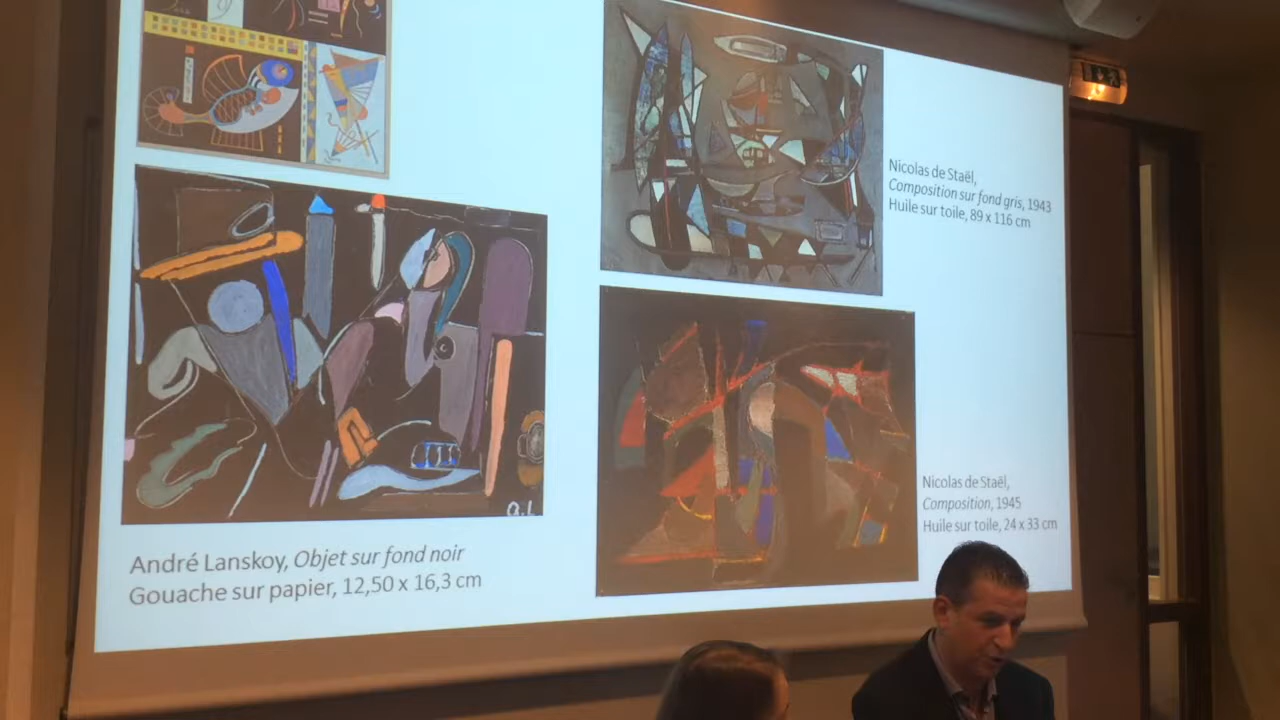 Nicolas de Staël,
Composition sur fond gris, 1943
Huile sur toile, 89 x 116 cm
Nicolas de Staël,
Composition, 1945
Huile sur toile, 24 x 33 cm
a.L
André Lanskoy, Objet sur fond noir
Gouache sur papier, 12,50 x 16,3 cm